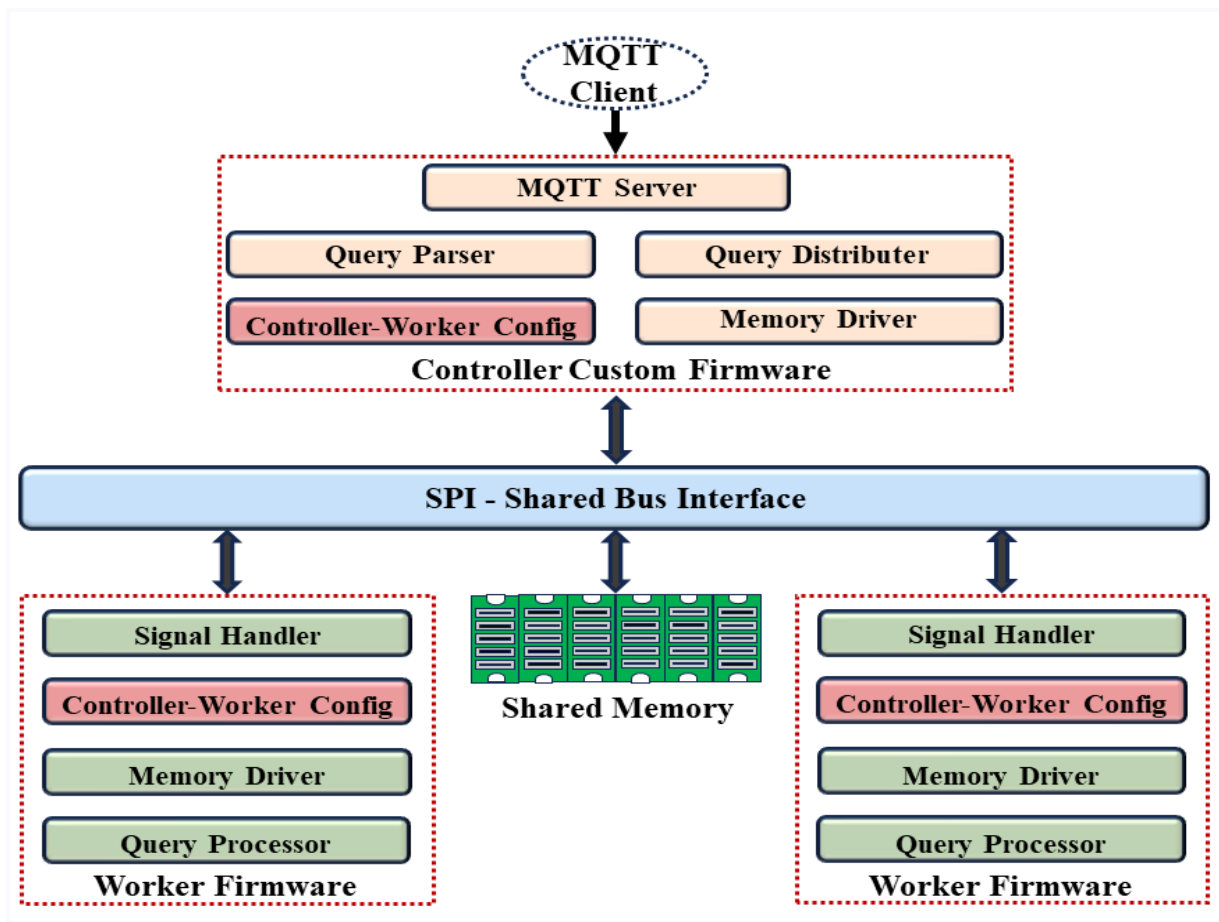 MQTT
Client
MQTT Server
Query Parser
Query Distributer
Controller-Worker Config
Memory Driver
Controller Custom Firmware
SPI - Shared Bus Interface
Signal Handler
Controller-Worker Config
Memory Driver
Query Processor
Worker Firmware
Shared Memory
Signal Handler
Controller-Worker Config
Memory Driver
Query Processor
Worker Firmware